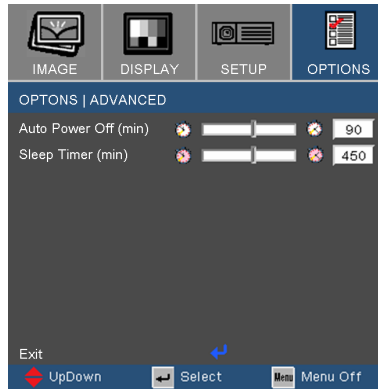 IMAGE DISPLAY SETUP OPTIONS
OPTONS | ADVANCED
Auto Power Off (min) 90
Sleep Timer (min) 450
Exit
UpDown Select Menu Menu Off